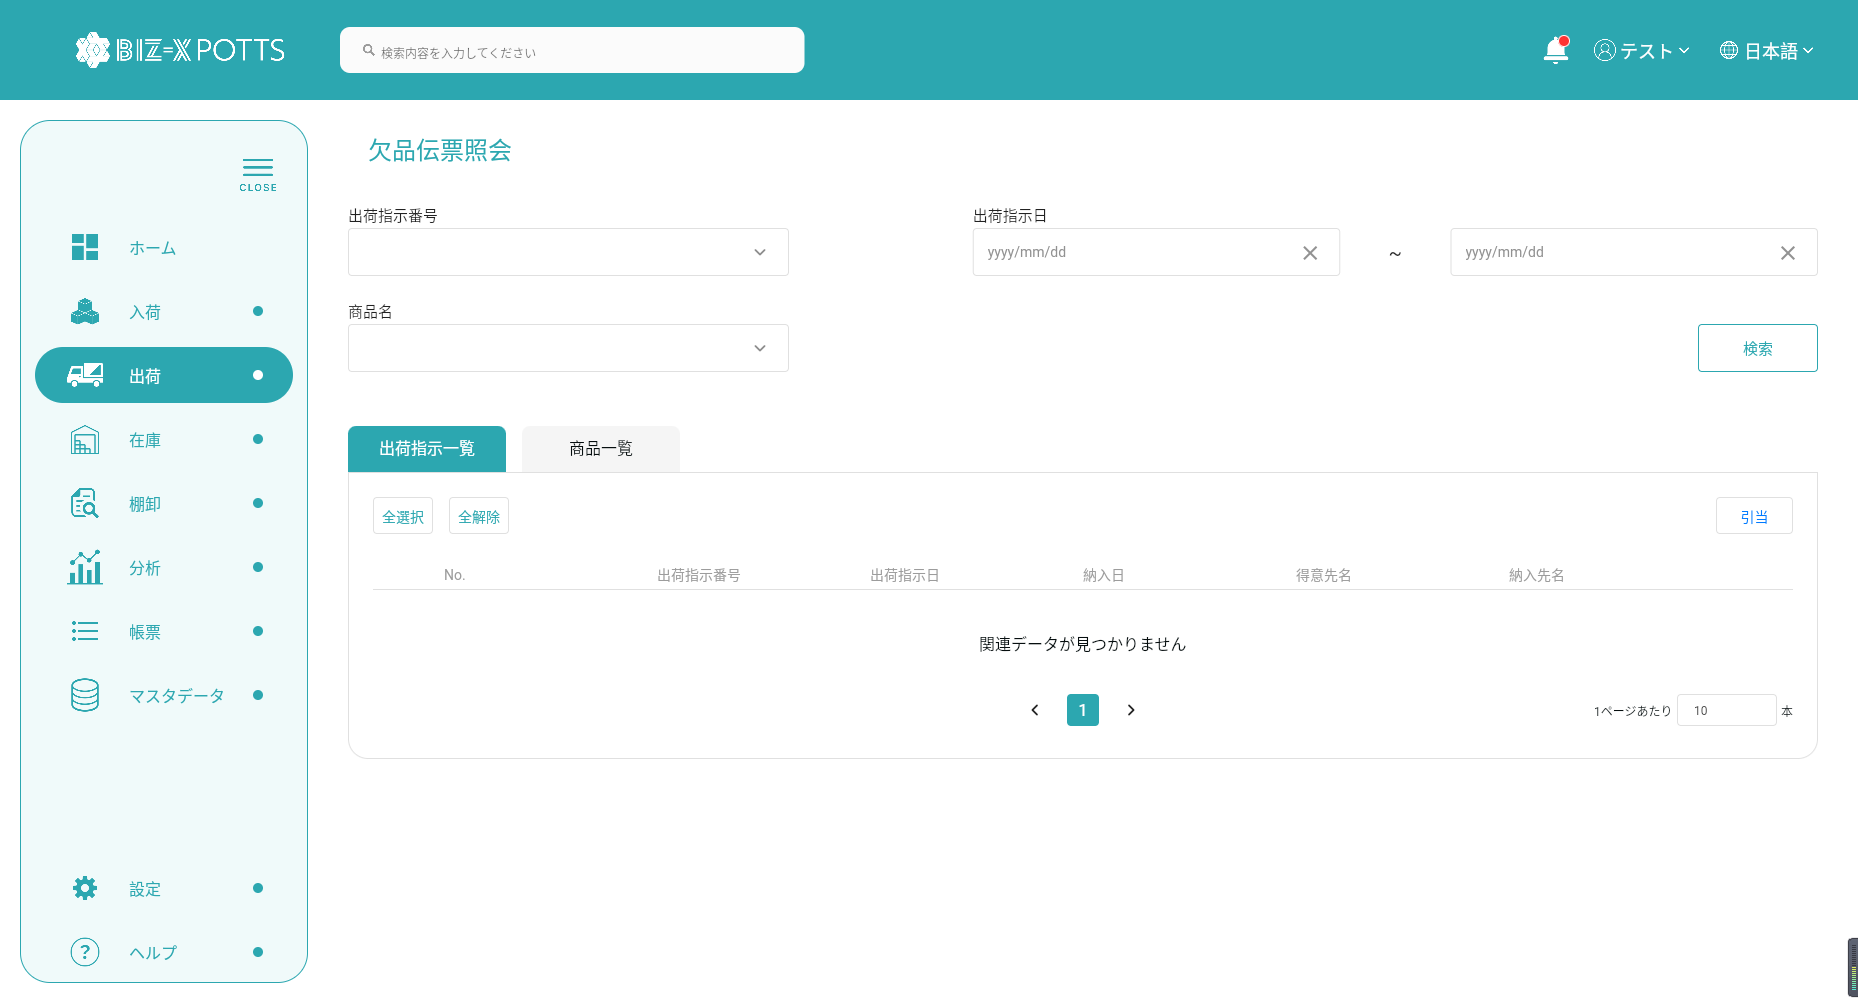 BIZ-X POTTS
検索内容を入力してください
テスト
日本語
CLOSE
ホーム
入荷
出荷
在庫
棚卸
分析
帳票
マスタデータ
設定
?
ヘルプ
欠品伝票照会
出荷指示番号
出荷指示日
yyyy/mm/dd
~
yyyy/mm/dd
商品名
検索
出荷指示一覧
商品一覧
全選択
全解除
引当
No. 出荷指示番号 出荷指示日 納入日 得意先名 納入先名
関連データが見つかりません
1
1ページあたり 10 本